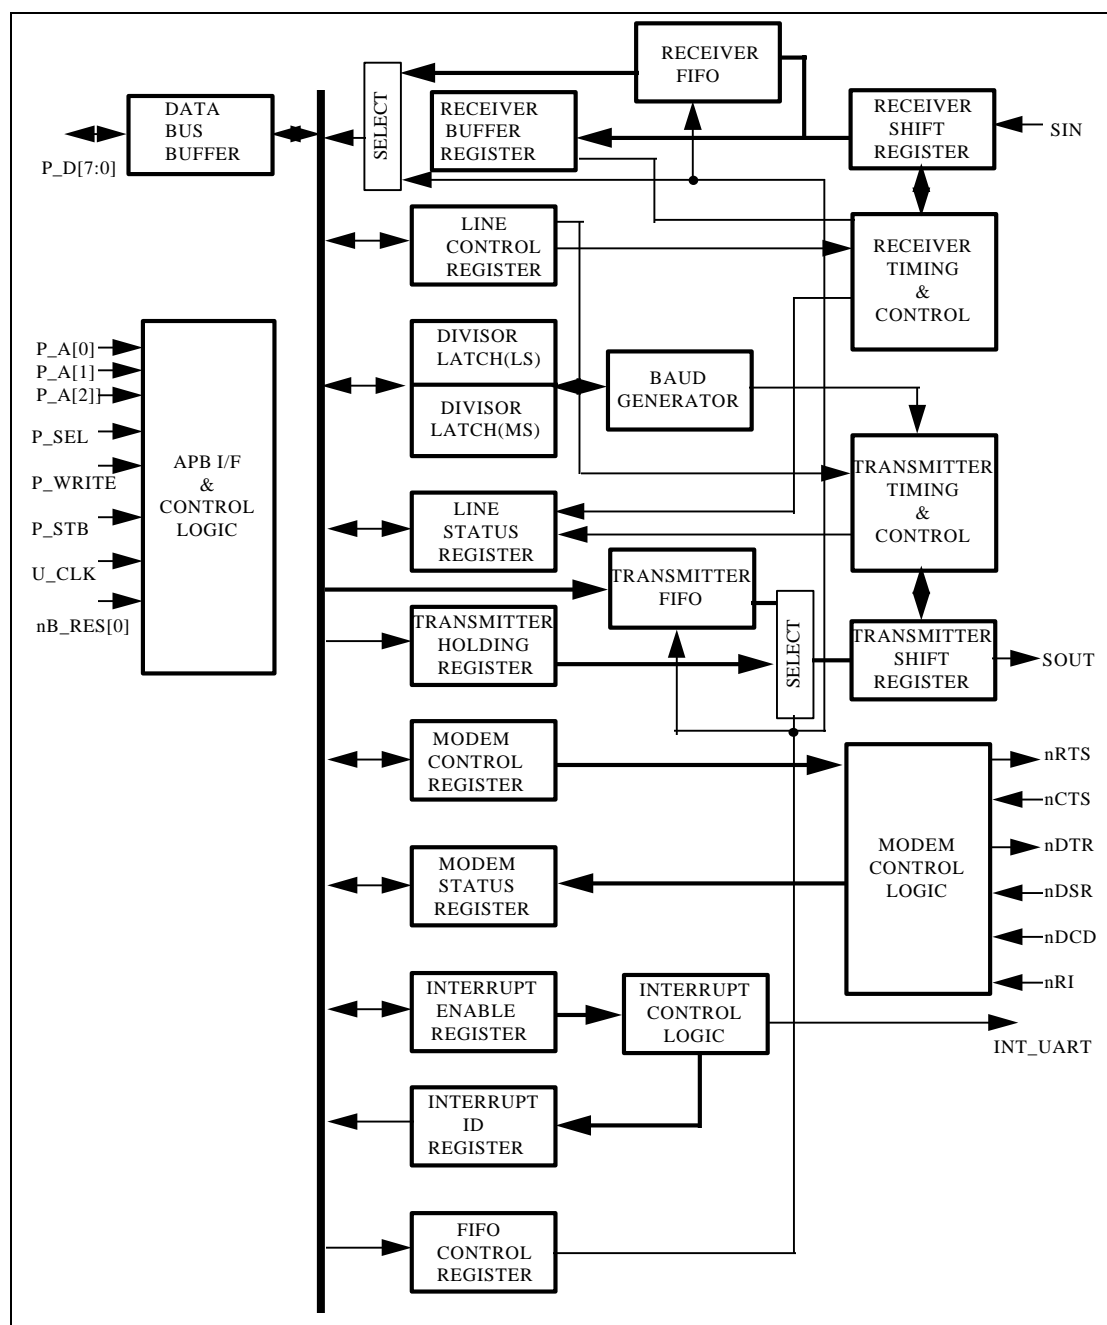 RECEIVER
FIFO
DATA
BUS
BUFFER
P_D[7:0]
SELECT
RECEIVER
BUFFER
REGISTER
RECEIVER
SHIFT
REGISTER
SIN
LINE
CONTROL
REGISTER
RECEIVER
TIMING
&
CONTROL
P_A[0]
P_A[1]
P_A[2]]
P_SEL
P_WRITE
P_STB
U_CLK
nB_RES[0]
APB I/F
&
CONTROL
LOGIC
DIVISOR
LATCH(LS)
DIVISOR
LATCH(MS)
BAUD
GENERATOR
TRANSMITTER
TIMING
&
CONTROL
LINE
STATUS
REGISTER
TRANSMITTER
FIFO
TRANSMITTER
HOLDING
REGISTER
SELECT
TRANSMITTER
SHIFT
REGISTER
SOUT
MODEM
CONTROL
REGISTER
MODEM
CONTROL
LOGIC
nRTS
nCTS
nDTR
nDSR
nDCD
nRI
MODEM
STATUS
REGISTER
INTERRUPT
ENABLE
REGISTER
INTERRUPT
CONTROL
LOGIC
INT_UART
INTERRUPT
ID
REGISTER
FIFO
CONTROL
REGISTER